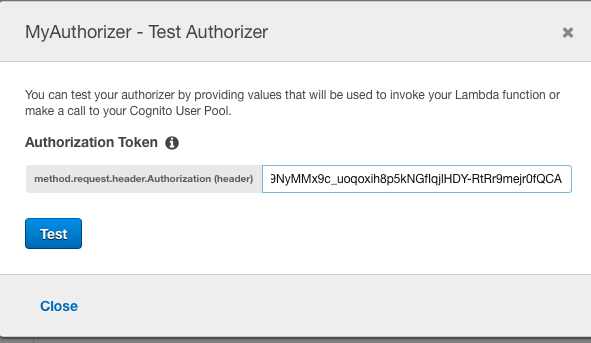 MyAuthorizer - Test Authorizer
You can test your authorizer by providing values that will be used to invoke your Lambda function or
make a call to your Cognito User Pool.
Authorization Token
method.request.header.Authorization (header) 9NyMMx9c_uoqoxih8p5kNGfIqjlHDY-RtRr9mejr0fQCA
Test
Close